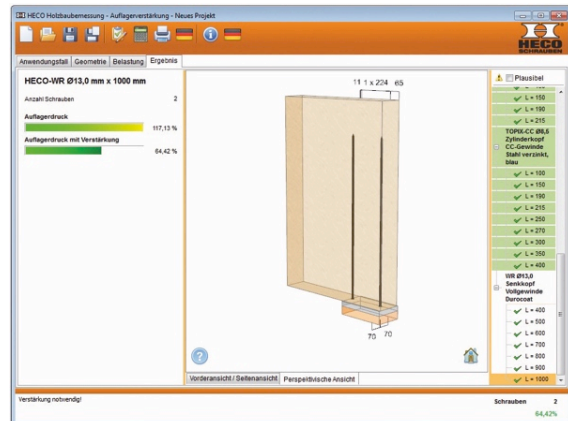 HECO Holzbaubemessung - Auflagerverstärkung - Neues Projekt
HECO
SCHRAUBEN
Anwendungsfall Geometrie Belastung Ergebnis
HECO-WR Ø13,0 mm x 1000 mm
Anzahl Schrauben 2
Auflagerdruck
117,13 %
Auflagerdruck mit Verstärkung
64,42 %
11 1 x 224 65
70 70
Vorderansicht / Seitenansicht Perspektivische Ansicht
Plausibel
L = 150
L = 190
L = 215
TOPIX-CC Ø8,5
Zylinderkopf
CC-Gewinde
Stahl verzinkt,
blau
L = 100
L = 150
L = 190
L = 215
L = 250
L = 270
L = 300
L = 350
L = 400
WR Ø13,0
Senkkopf
Vollgewinde
Durocoat
L = 400
L = 500
L = 600
L = 700
L = 800
L = 900
L = 1000
Verstärkung notwendig!
Schrauben 2
64,42%